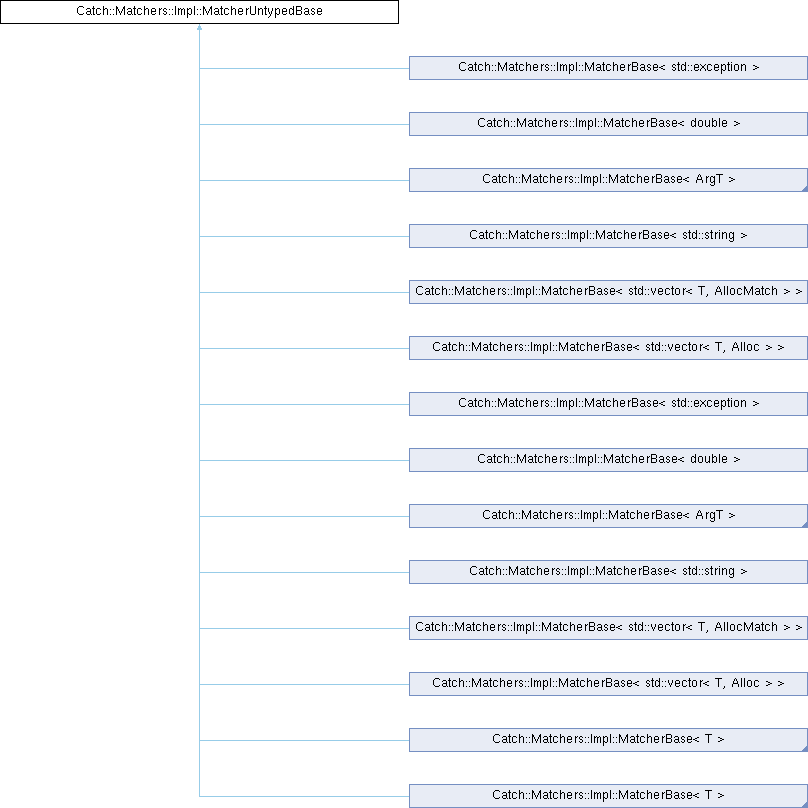 Catch::Matchers::Impl::MatcherUntypedBase
Catch::Matchers::Impl::MatcherBase< std::exception >
Catch::Matchers::Impl::MatcherBase< double >
Catch::Matchers::Impl::MatcherBase< ArgT >
Catch::Matchers::Impl::MatcherBase< std::string >
Catch::Matchers::Impl::MatcherBase< std::vector< T, AllocMatch > >
Catch::Matchers::Impl::MatcherBase< std::vector< T, Alloc > >
Catch::Matchers::Impl::MatcherBase< std::exception >
Catch::Matchers::Impl::MatcherBase< double >
Catch::Matchers::Impl::MatcherBase< ArgT >
Catch::Matchers::Impl::MatcherBase< std::string >
Catch::Matchers::Impl::MatcherBase< std::vector< T, AllocMatch > >
Catch::Matchers::Impl::MatcherBase< std::vector< T, Alloc > >
Catch::Matchers::Impl::MatcherBase< T >
Catch::Matchers::Impl::MatcherBase< T >